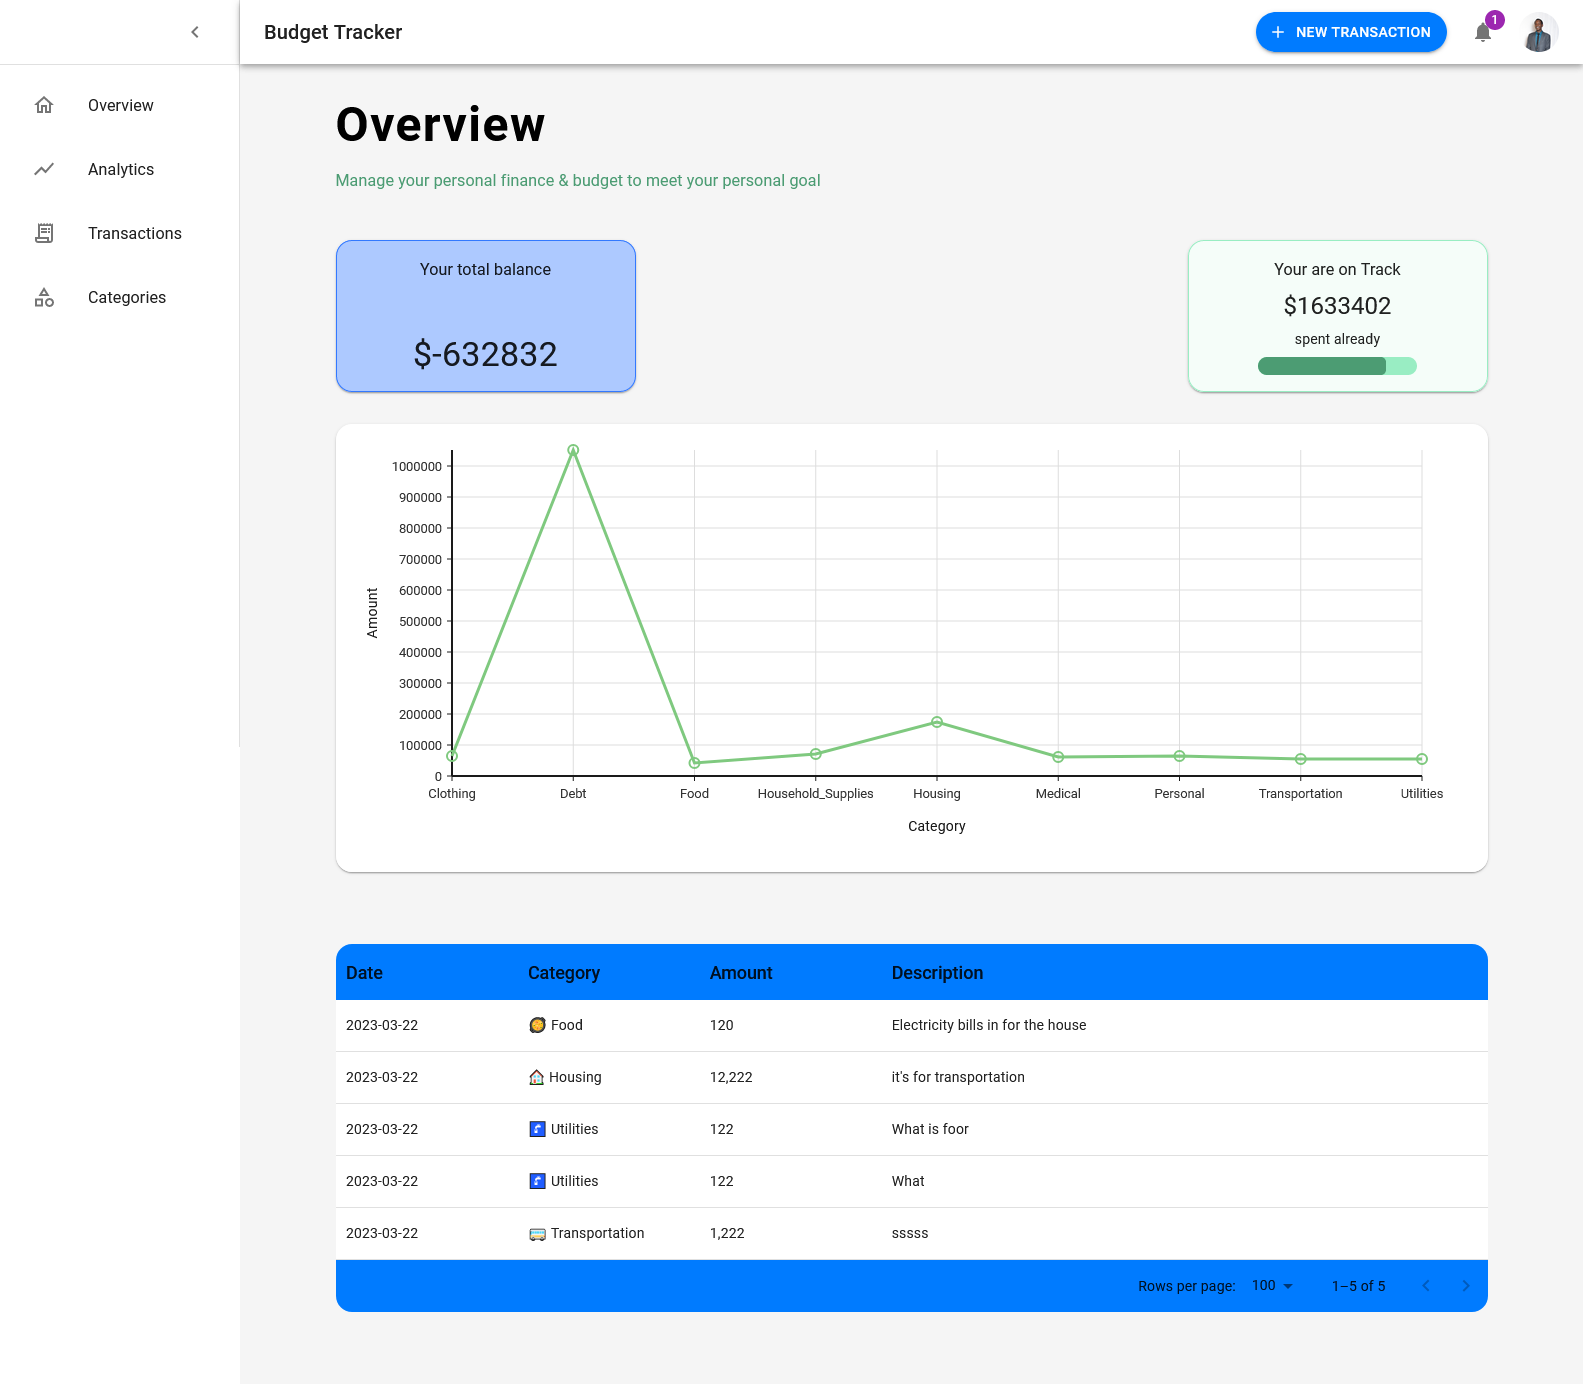 Budget Tracker
NEW TRANSACTION
1
Overview
Analytics
Transactions
Categories
Overview
Manage your personal finance & budget to meet your personal goal
Your total balance
$-632832
Your are on Track
$1633402
spent already
1000000
900000
800000
700000
600000
500000
400000
300000
200000
100000
0
Amount
Clothing Debt Food Household_Supplies Housing Medical Personal Transportation Utilities
Category
Date Category Amount Description
2023-03-22 Food 120 Electricity bills in for the house
2023-03-22 Housing 12,222 it's for transportation
2023-03-22 Utilities 122 What is foor
2023-03-22 Utilities 122 What
2023-03-22 Transportation 1,222 sssss
Rows per page: 100 1–5 of 5